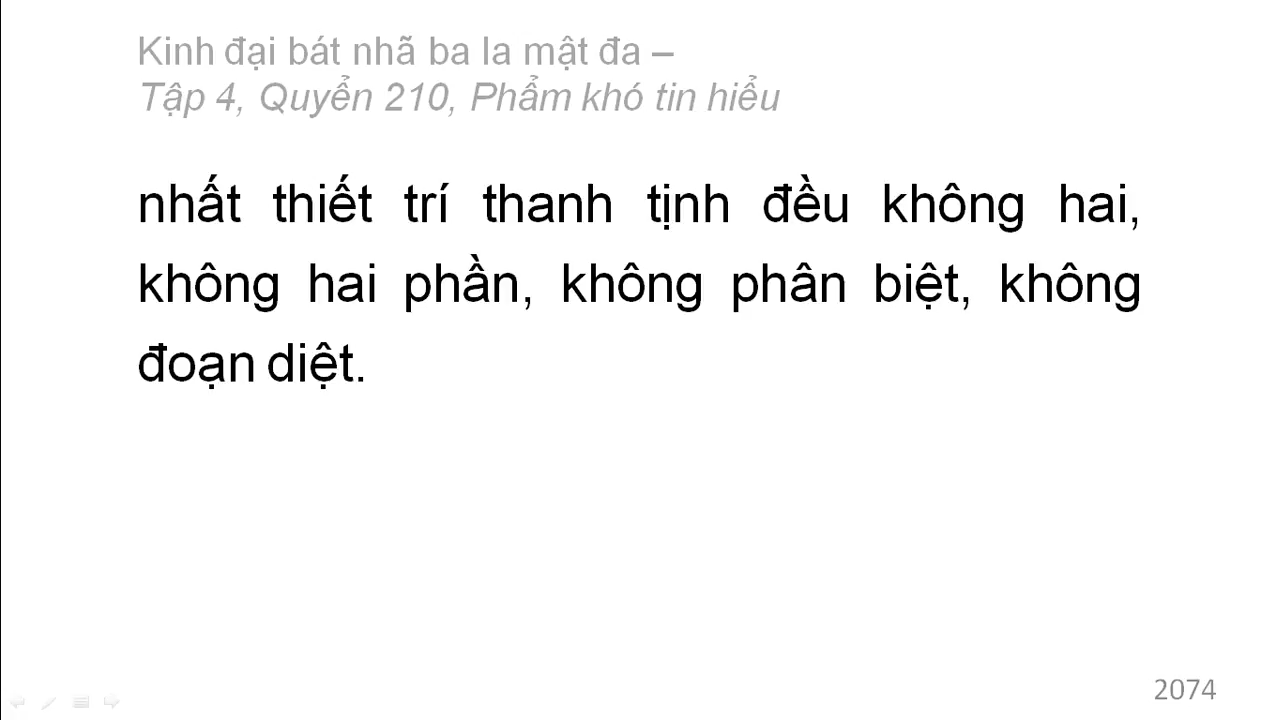 Kinh đại bát nhã ba la mật đa –
Tập 4, Quyển 210, Phẩm khó tin hiểu
nhất thiết trí thanh tịnh đều không hai,
không hai phần, không phân biệt, không
đoạn diệt.
2074